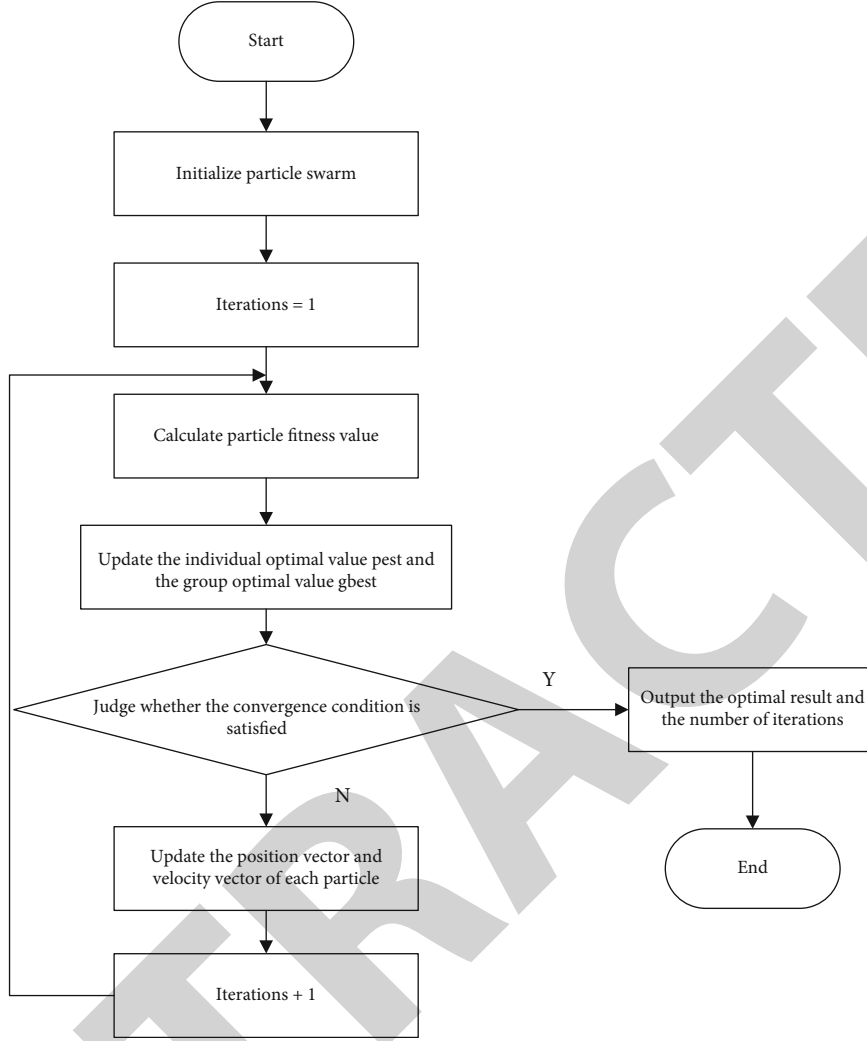 Start
Initialize particle swarm
Iterations = 1
Calculate particle fitness value
Update the individual optimal value pest and
the group optimal value gbest
Judge whether the convergence condition is
satisfied
Y
Output the optimal result and
the number of iterations
N
Update the position vector and
velocity vector of each particle
End
Iterations + 1
TRACT